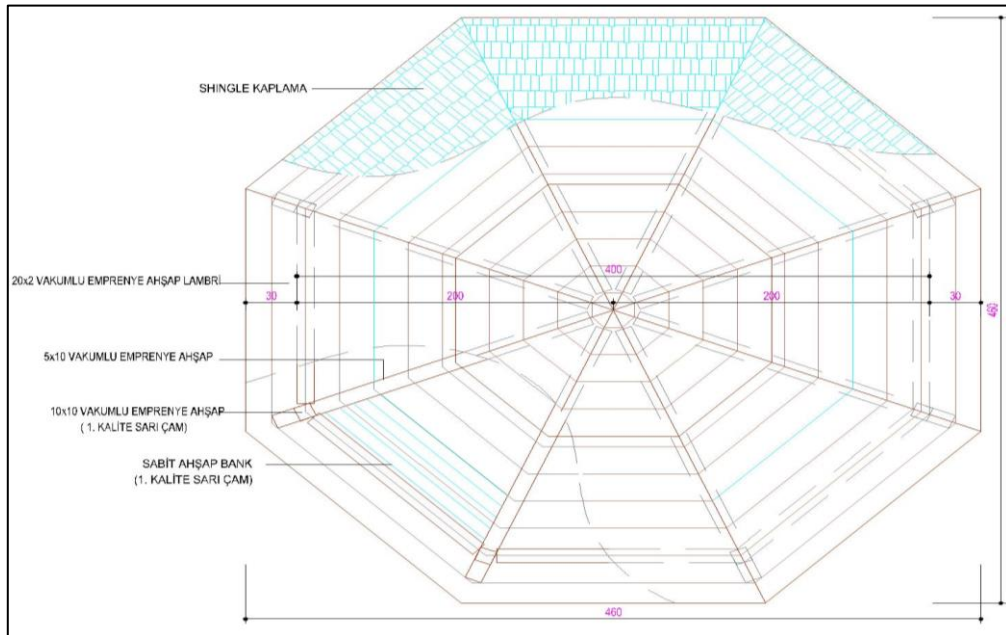 SHINGLE KAPLAMA
400
20x2 VAKUMLU EMPRENYE AHŞAP LAMBRİ
30
200
200
30
460
5x10 VAKUMLU EMPRENYE AHŞAP
10x10 VAKUMLU EMPRENYE AHŞAP
( 1. KALİTE SARI ÇAM)
SABİT AHŞAP BANK
(1. KALİTE SARI ÇAM)
460